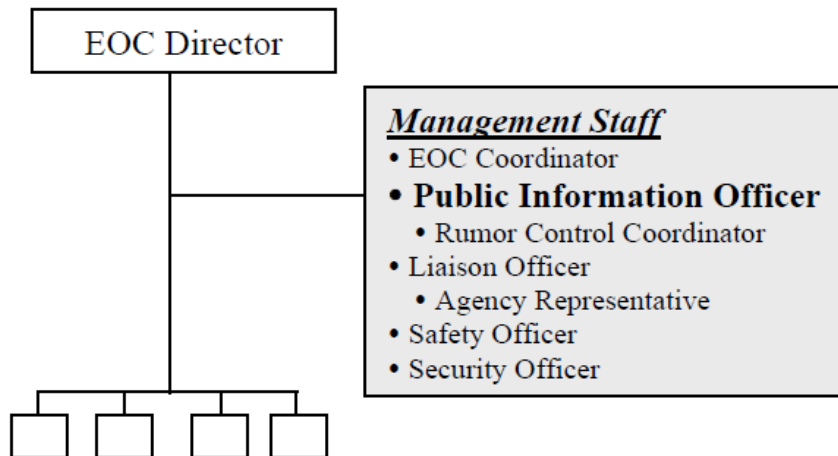 EOC Director
Management Staff
• EOC Coordinator
• Public Information Officer
• Rumor Control Coordinator
• Liaison Officer
• Agency Representative
• Safety Officer
• Security Officer